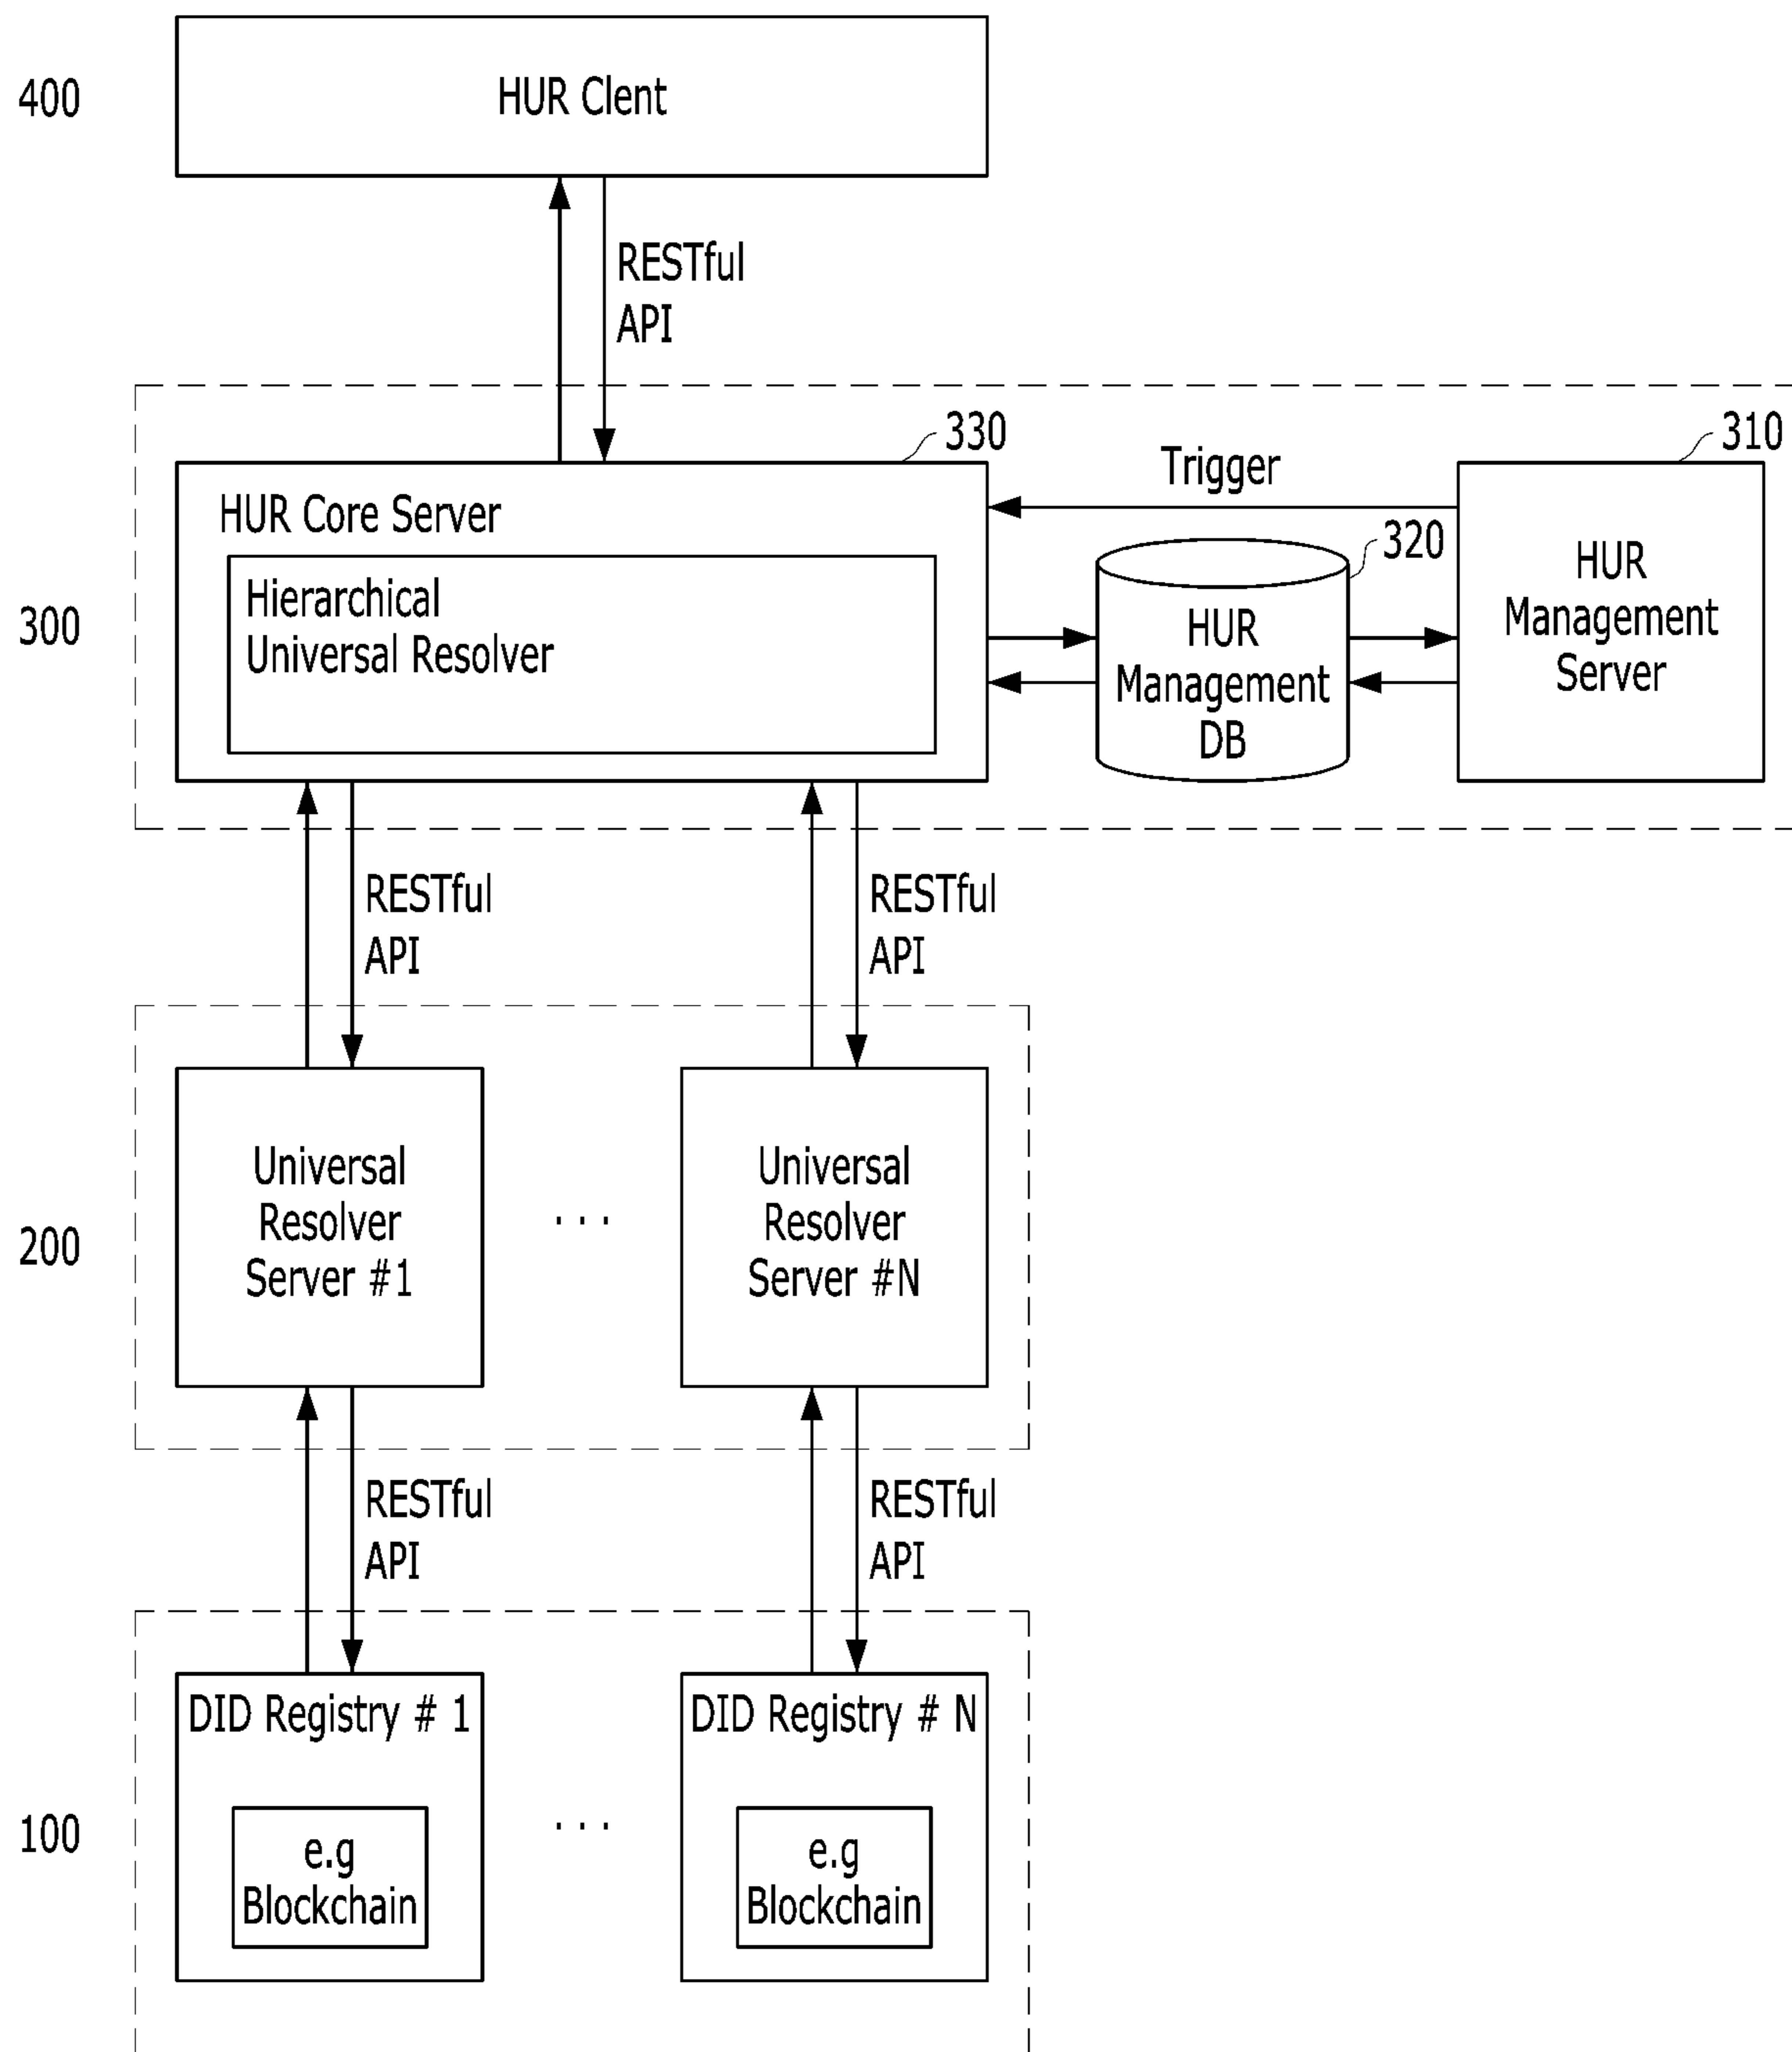 400
HUR Clent
RESTful
API
330
310
Trigger
HUR Core Server
320
HUR
Management
Server
Hierarchical
Universal Resolver
300
HUR
Management
DB
RESTful
API
RESTful
API
200
Universal
Resolver
Server #1
. . .
Universal
Resolver
Server #N
RESTful
API
RESTful
API
100
DID Registry # 1
e.g
Blockchain
. . .
DID Registry # N
e.g
Blockchain